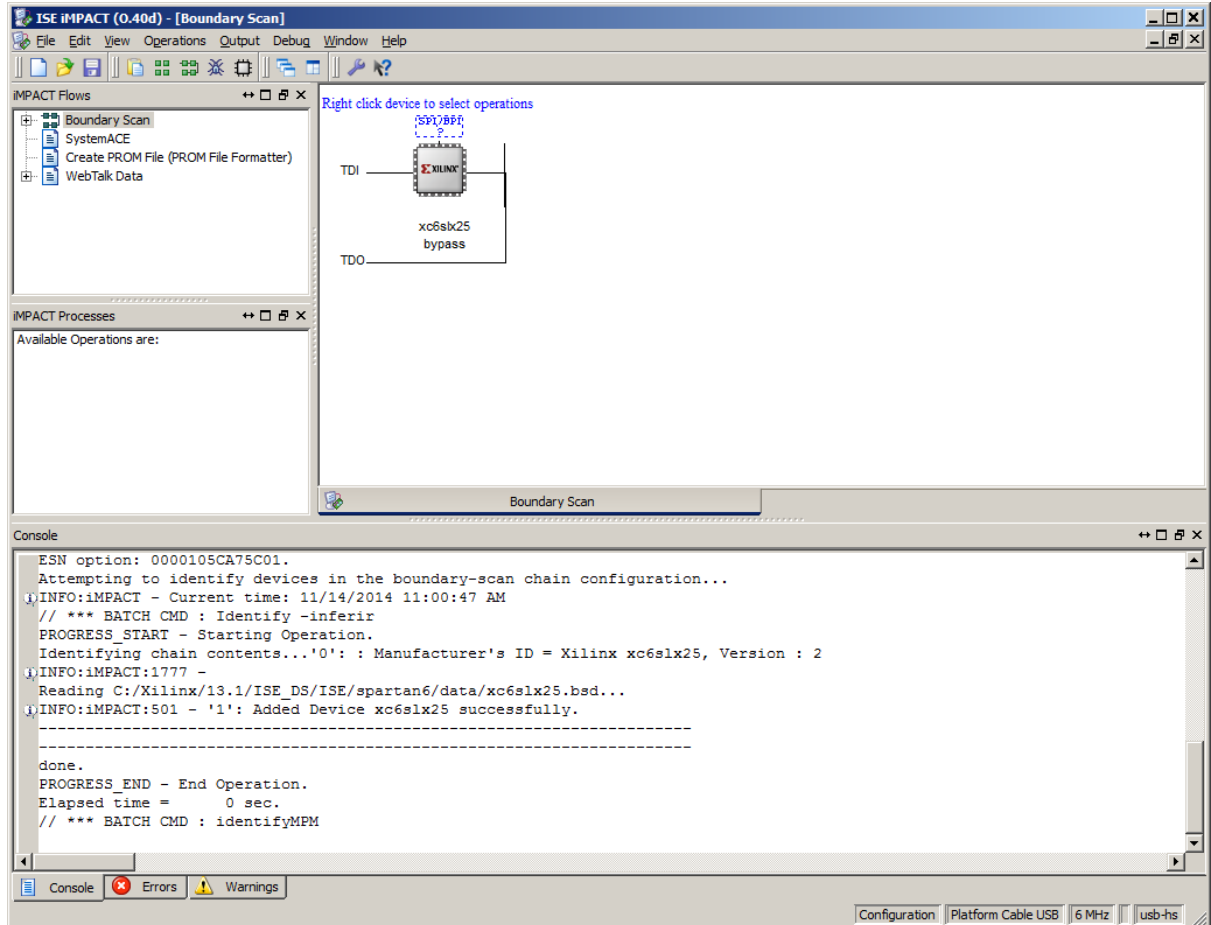 ISE iMPACT (O.40d) - [Boundary Scan]
File Edit View Operations Output Debug Window Help
iMPACT Flows
Boundary Scan
SystemACE
Create PROM File (PROM File Formatter)
WebTalk Data
Right click device to select operations
SPI/BPI
?
TDI
XILINX
xc6slx25
bypass
TDO
iMPACT Processes
Available Operations are:
Boundary Scan
Console
ESN option: 0000105CA75C01.
Attempting to identify devices in the boundary-scan chain configuration...
INFO:iMPACT - Current time: 11/14/2014 11:00:47 AM
// *** BATCH CMD : Identify -inferir
PROGRESS_START - Starting Operation.
Identifying chain contents...'0': : Manufacturer's ID = Xilinx xc6slx25, Version : 2
INFO:iMPACT:1777 -
Reading C:/Xilinx/13.1/ISE_DS/ISE/spartan6/data/xc6slx25.bsd...
INFO:iMPACT:501 - '1': Added Device xc6slx25 successfully.
----------------------------------------------------------------------
----------------------------------------------------------------------
done.
PROGRESS_END - End Operation.
Elapsed time =      0 sec.
// *** BATCH CMD : identifyMPM
Console Errors Warnings
Configuration Platform Cable USB 6 MHz usb-hs